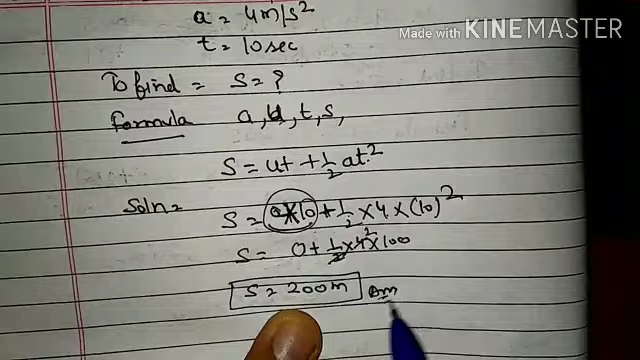 a = 4m/s²
Made with KINEMASTER
t = 10sec
To find = s = ?
formula a, u, t, s,
s = ut + 1/2 at²
Soln = s = 0×10 + 1/2 × 4 × (10)²
s = 0 + 1/2 × 4² × 100
s = 200m